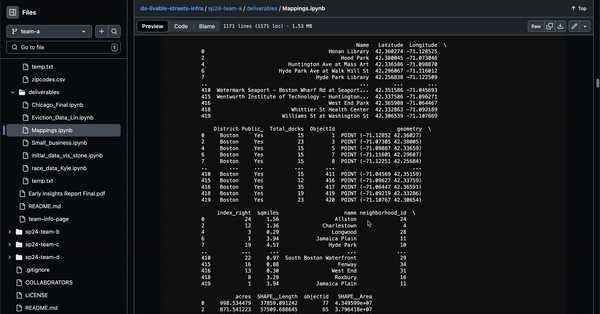 Files
team-a
Go to file
t
temp.txt
zipcodes.csv
deliverables
Chicago_Final.ipynb
Eviction_Data_Lin.ipynb
Mappings.ipynb
Small_business.ipynb
initial_data_vis_stone.ipynb
race_data_Kyle.ipynb
temp.txt
Early Insights Report Final.pdf
README.md
team-info-page
sp24-team-b
sp24-team-c
sp24-team-d
.gitignore
COLLABORATORS
LICENSE
README.md
ds-livable-streets-infra / sp24-team-a / deliverables / Mappings.ipynb
Top
Preview Code Blame 1171 lines (1171 loc) · 1.53 MB
Raw
Name Latitude Longitude \
0 Honan Library 42.360274 -71.128525
2 Hood Park 42.380045 -71.073046
5 Huntington Ave at Mass Art 42.336586 -71.098870
6 Hyde Park Ave at Walk Hill St 42.296067 -71.116012
7 Hyde Park Library 42.256838 -71.122509
.. ... ... ...
410 Watermark Seaport - Boston Wharf Rd at Seaport... 42.351586 -71.045693
415 Wentworth Institute of Technology - Huntington... 42.337586 -71.096271
416 West End Park 42.365908 -71.064467
418 Whittier St Health Center 42.332863 -71.092189
419 Williams St at Washington St 42.306539 -71.107669
District Public_ Total_docks ObjectId geometry \
0 Boston Yes 15 1 POINT (-71.12852 42.36027)
2 Boston Yes 23 3 POINT (-71.07305 42.38005)
5 Boston Yes 15 6 POINT (-71.09887 42.33659)
6 Boston Yes 15 7 POINT (-71.11601 42.29607)
7 Boston Yes 15 8 POINT (-71.12251 42.25684)
.. ... ... ... ... ...
410 Boston Yes 15 411 POINT (-71.04569 42.35159)
415 Boston Yes 12 416 POINT (-71.09627 42.33759)
416 Boston Yes 35 417 POINT (-71.06447 42.36591)
418 Boston Yes 19 419 POINT (-71.09219 42.33286)
419 Boston Yes 23 420 POINT (-71.10767 42.30654)
index_right sqmiles name neighborhood_id \
0 24 1.56 Allston 24
2 12 1.36 Charlestown 4
5 3 0.29 Longwood 28
6 1 3.94 Jamaica Plain 11
7 19 4.57 Hyde Park 10
.. ... ... ... ...
410 22 0.97 South Boston Waterfront 29
415 16 0.88 Fenway 34
416 13 0.30 West End 31
418 8 3.29 Roxbury 16
419 1 3.94 Jamaica Plain 11
acres SHAPE__Length objectid SHAPE__Area
0 998.534479 37859.091242 77 4.349599e+07
2 871.541223 57509.688645 65 3.796418e+07